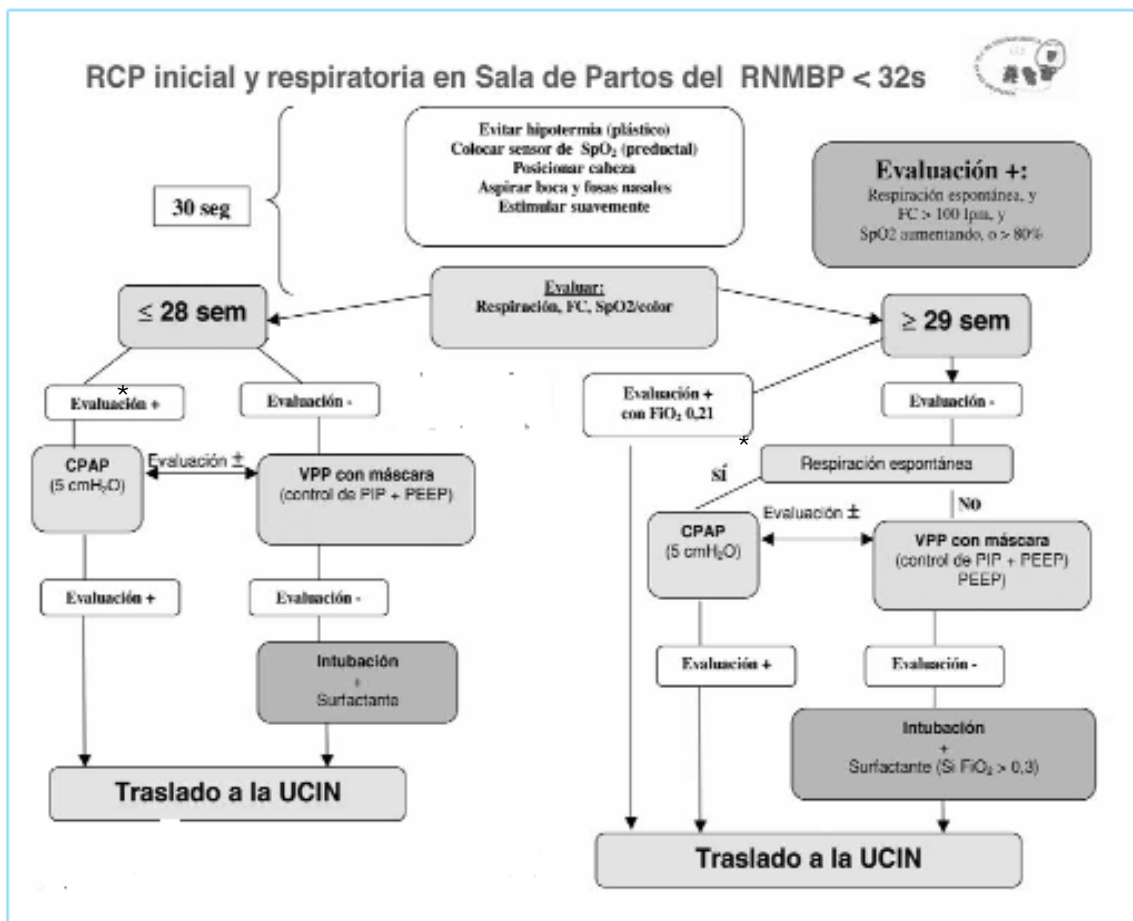 RCP inicial y respiratoria en Sala de Partos del RNMBP < 32s
30 seg
Evitar hipotermia (plástico)
Colocar sensor de SpO₂ (preductal)
Posicionar cabeza
Aspirar boca y fosas nasales
Estimular suavemente
Evaluación +:
Respiración espontánea, y
FC > 100 lpm, y
SpO2 aumentando, o > 80%
Evaluar:
Respiración, FC, SpO2/color
≤ 28 sem
*
Evaluación +
Evaluación -
CPAP
(5 cmH₂O)
Evaluación ±
VPP con máscara
(control de PIP + PEEP)
Evaluación +
Evaluación -
Intubación
+
Surfactante
Traslado a la UCIN
≥ 29 sem
Evaluación +
con FiO₂ 0,21
*
Evaluación -
Respiración espontánea
SÍ
NO
CPAP
(5 cmH₂O)
Evaluación ±
VPP con máscara
(control de PIP + PEEP)
PEEP)
Evaluación +
Evaluación -
Intubación
+
Surfactante (Si FiO₂ > 0,3)
Traslado a la UCIN